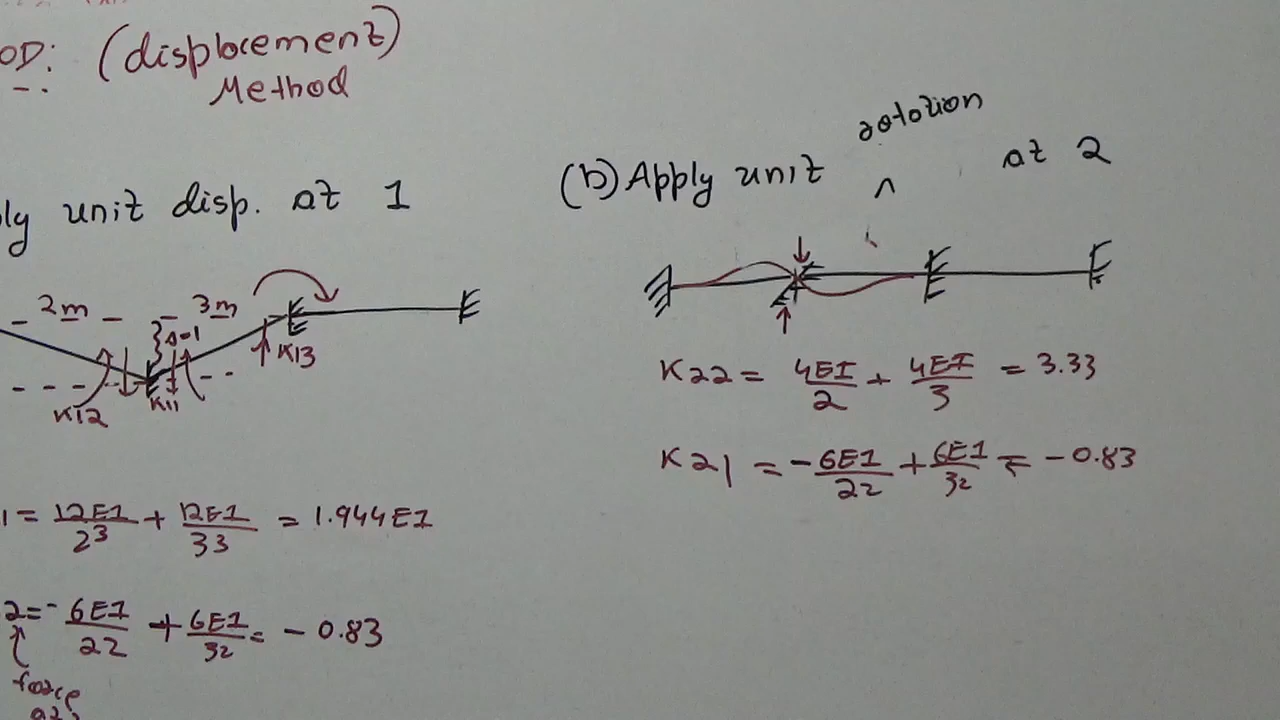 OD: (displacement)
Method
ly unit disp. at 1
2m
3m
Δ=1
K13
K12
K11
1 = 12EI/2³ + 12EI/33 = 1.944EI
2 = - 6EI/22 + 6EI/32 = - 0.83
force
at
rotation
(b) Apply unit ^ at 2
K22 = 4EI/2 + 4EI/3 = 3.33
K21 = -6EI/22 + 6EI/32 = -0.83